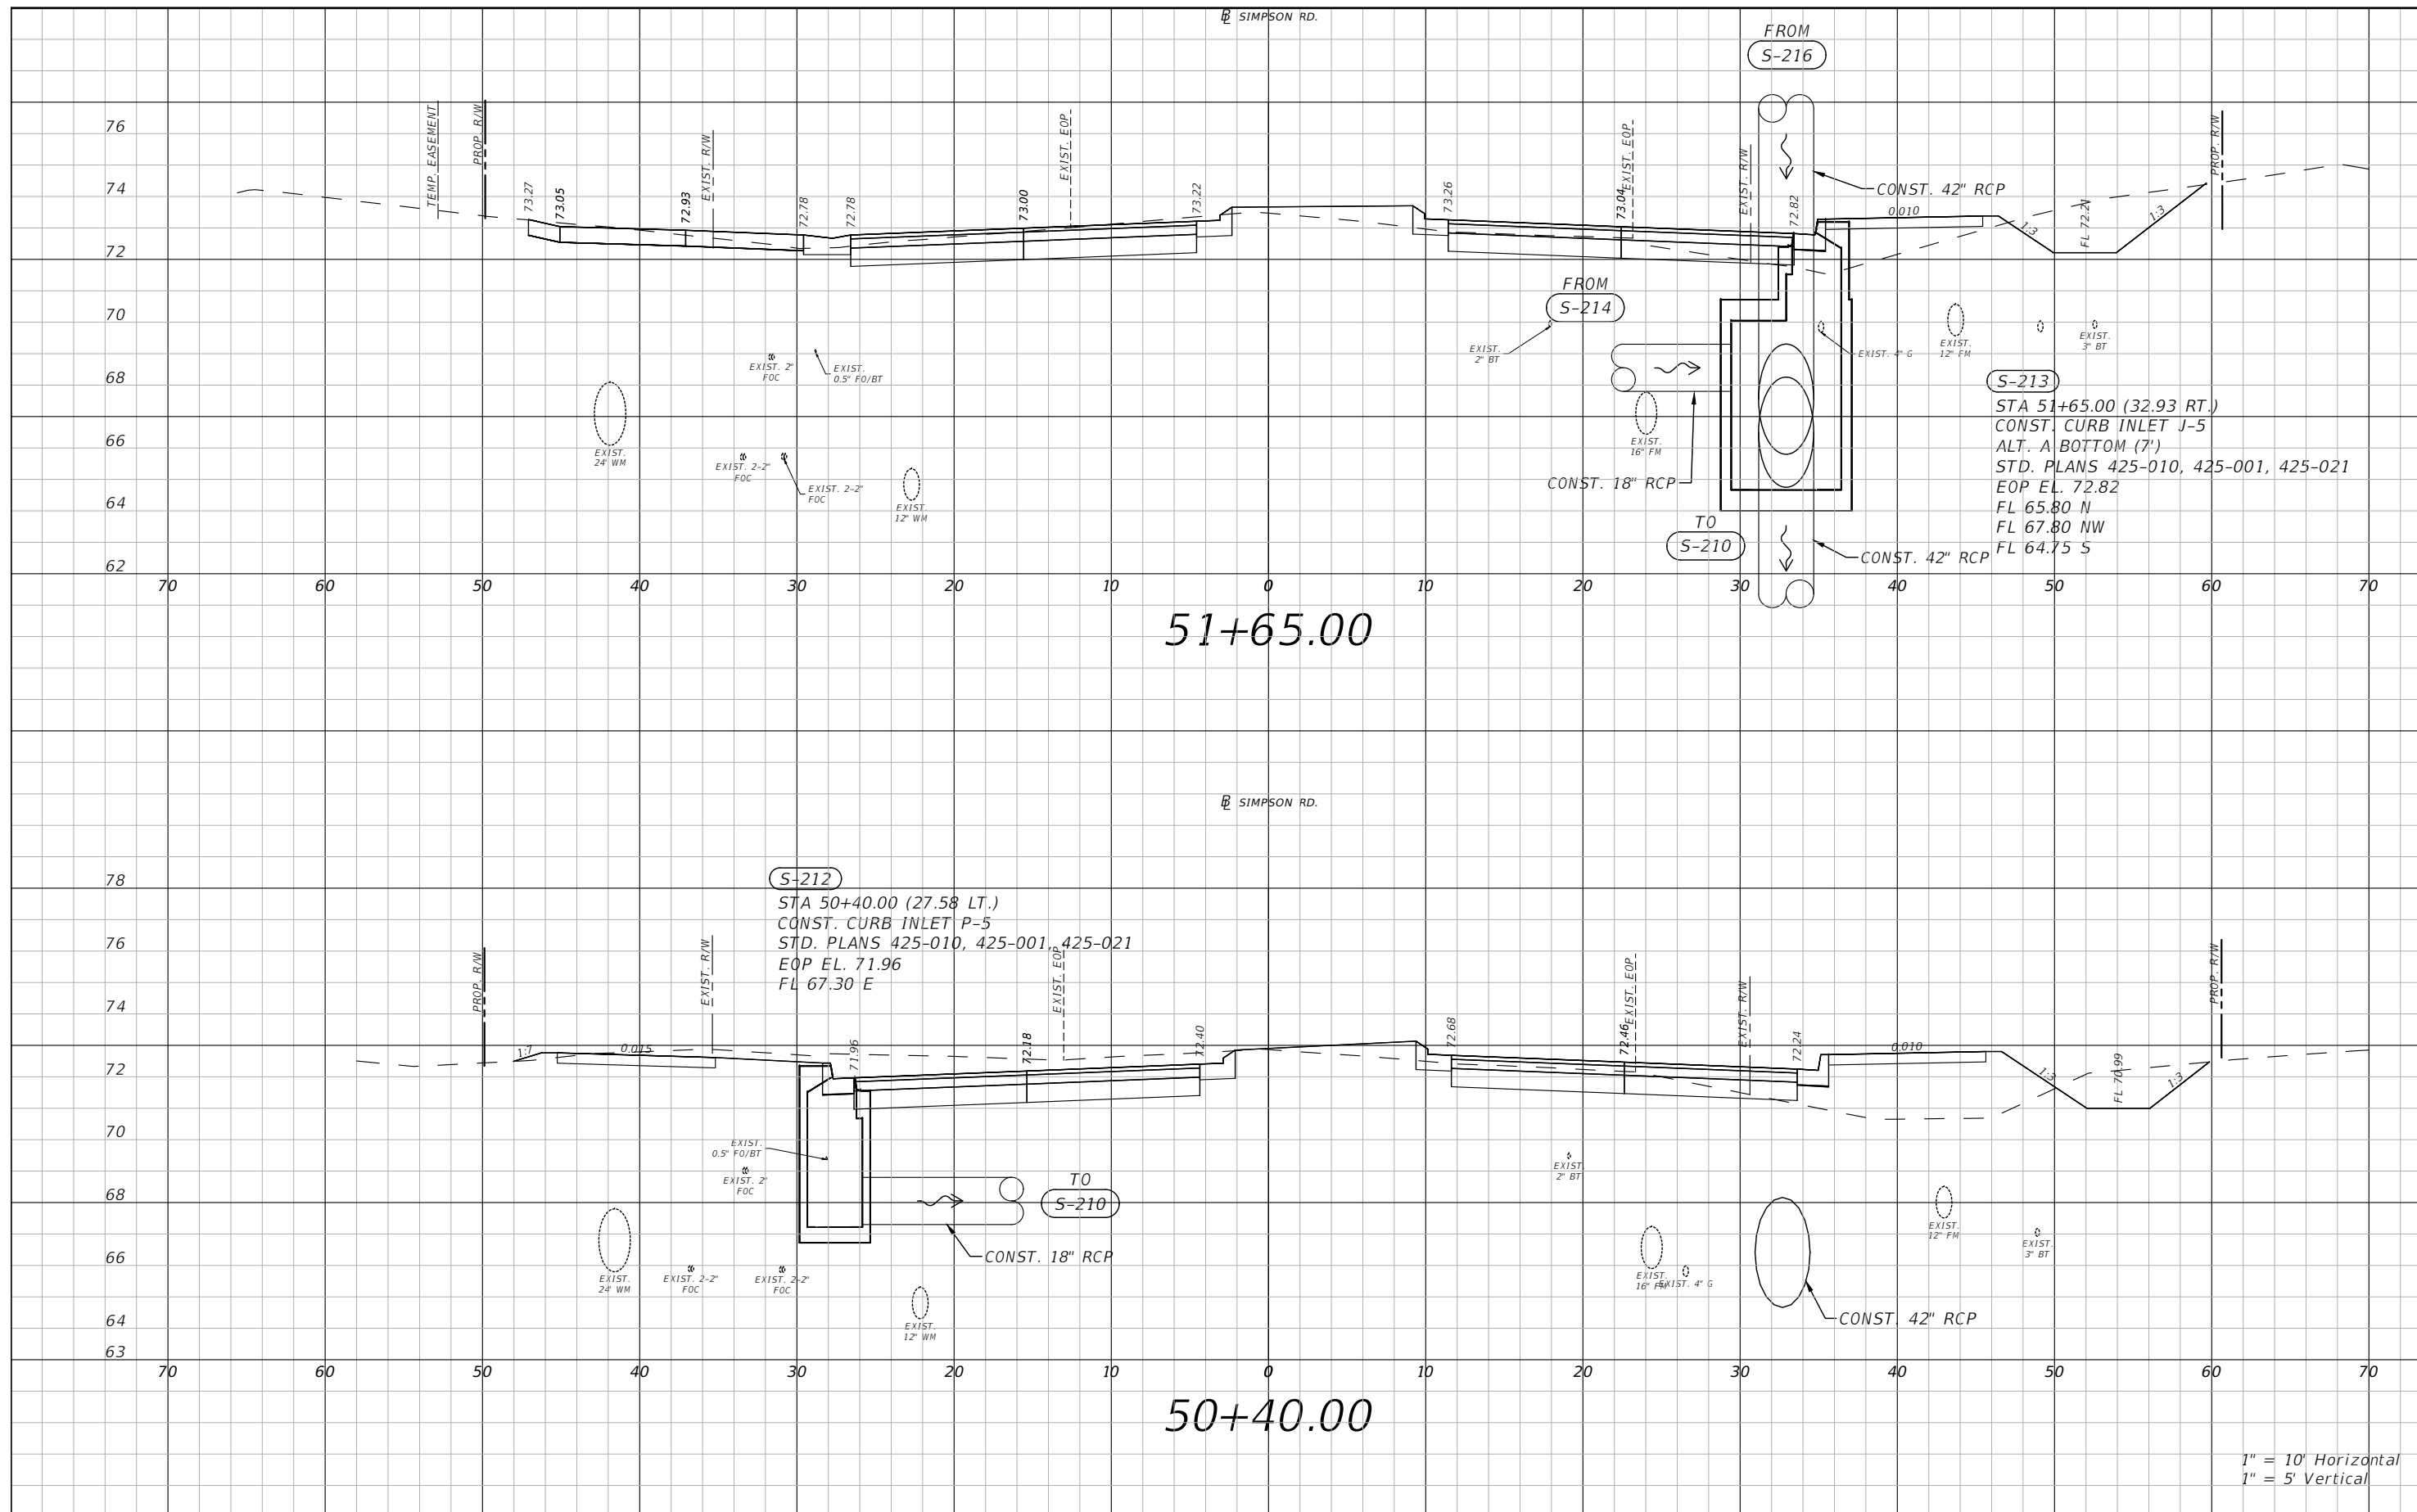 BL SIMPSON RD.
FROM
S-216
76
TEMP. EASEMENT
PROP. R/W
EXIST. R/W
EXIST. EOP
EXIST. EOP
EXIST. R/W
PROP. R/W
74
73.27
73.05
72.93
72.78
72.78
73.00
73.22
73.26
73.04
72.82
CONST. 42" RCP
0.010
1:3
FL 72.21
1:3
72
FROM
S-214
70
EXIST. 2"
FOC
EXIST.
0.5" FO/BT
EXIST.
2" BT
EXIST. 4" G
EXIST.
12" FM
EXIST.
3" BT
68
S-213
STA 51+65.00 (32.93 RT.)
CONST. CURB INLET J-5
ALT. A BOTTOM (7')
STD. PLANS 425-010, 425-001, 425-021
EOP EL. 72.82
FL 65.80 N
FL 67.80 NW
FL 64.75 S
66
EXIST.
24" WM
EXIST. 2-2"
FOC
EXIST. 2-2"
FOC
EXIST.
16" FM
CONST. 18" RCP
64
EXIST.
12" WM
TO
S-210
CONST. 42" RCP
62
70 60 50 40 30 20 10 0 10 20 30 40 50 60 70
51+65.00
BL SIMPSON RD.
78
S-212
STA 50+40.00 (27.58 LT.)
CONST. CURB INLET P-5
STD. PLANS 425-010, 425-001, 425-021
EOP EL. 71.96
FL 67.30 E
76
PROP. R/W
EXIST. R/W
EXIST. EOP
EXIST. EOP
EXIST. R/W
PROP. R/W
74
1:7
0.015
71.96
72.18
72.40
72.68
72.46
72.24
0.010
1:3
FL 70.99
1:3
72
70
EXIST.
0.5" FO/BT
EXIST. 2"
FOC
EXIST.
2" BT
68
TO
S-210
CONST. 18" RCP
66
EXIST.
24" WM
EXIST. 2-2"
FOC
EXIST. 2-2"
FOC
EXIST.
16" FM
EXIST. 4" G
EXIST.
12" FM
EXIST.
3" BT
64
EXIST.
12" WM
CONST. 42" RCP
63
70 60 50 40 30 20 10 0 10 20 30 40 50 60 70
50+40.00
1" = 10' Horizontal
1" = 5' Vertical